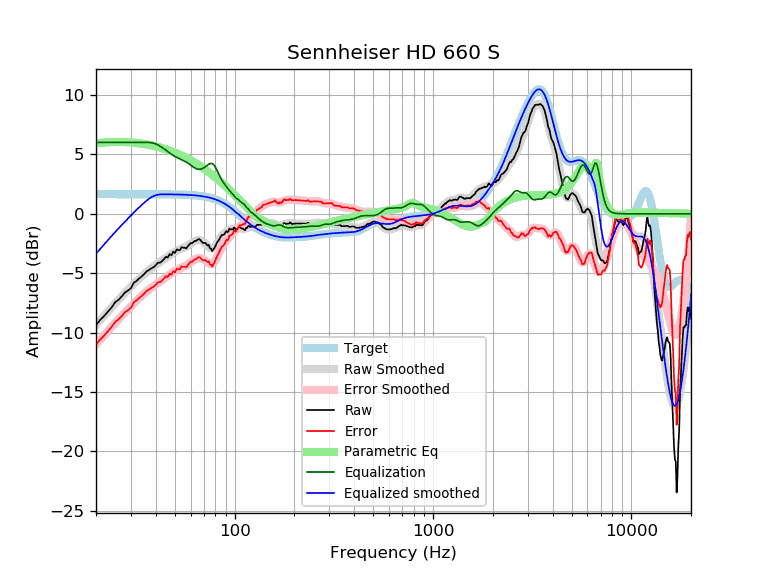 Sennheiser HD 660 S
10
5
0
−5
−10
−15
−20
−25
Amplitude (dBr)
Target
Raw Smoothed
Error Smoothed
Raw
Error
Parametric Eq
Equalization
Equalized smoothed
100
1000
10000
Frequency (Hz)